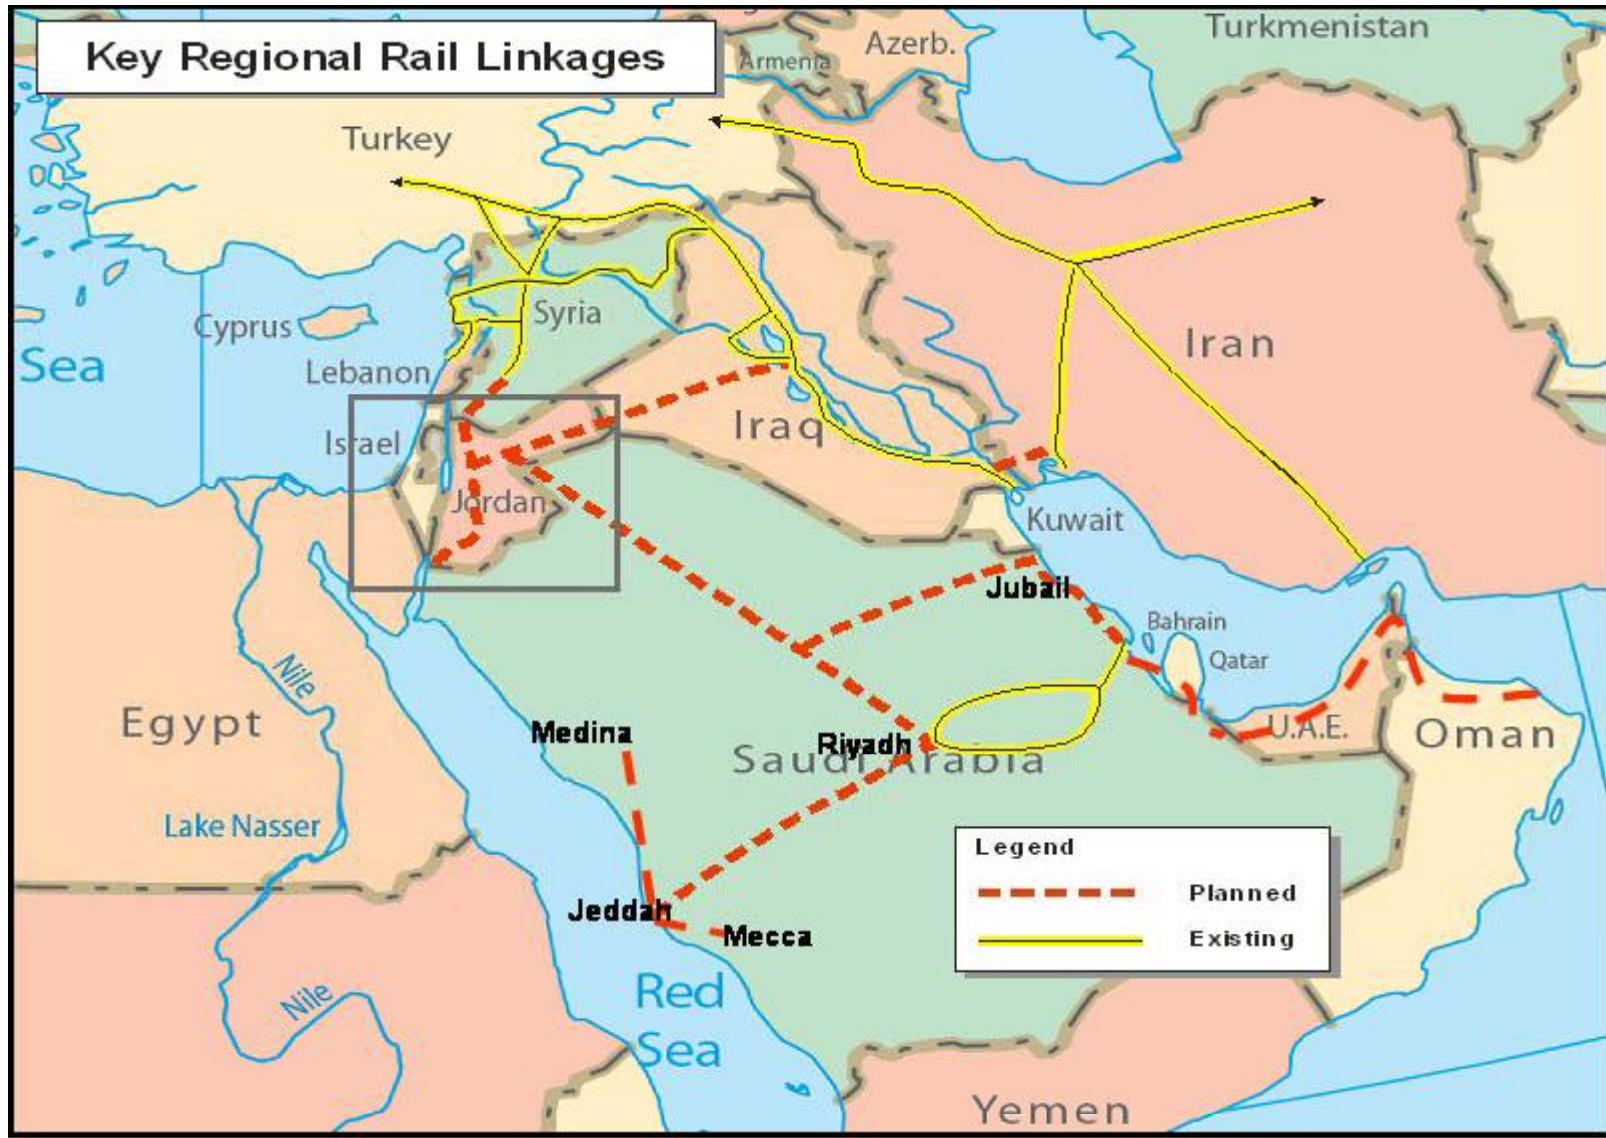 Key Regional Rail Linkages
Turkmenistan
Azerb.
Armenia
Turkey
Cyprus
Syria
Sea
Lebanon
Iran
Iraq
Israel
Jordan
Kuwait
Jubail
Bahrain
Qatar
Nile
Egypt
Medina
Riyadh
U.A.E.
Oman
Saudi Arabia
Lake Nasser
Legend
Planned
Existing
Jeddah
Mecca
Nile
Red
Sea
Yemen